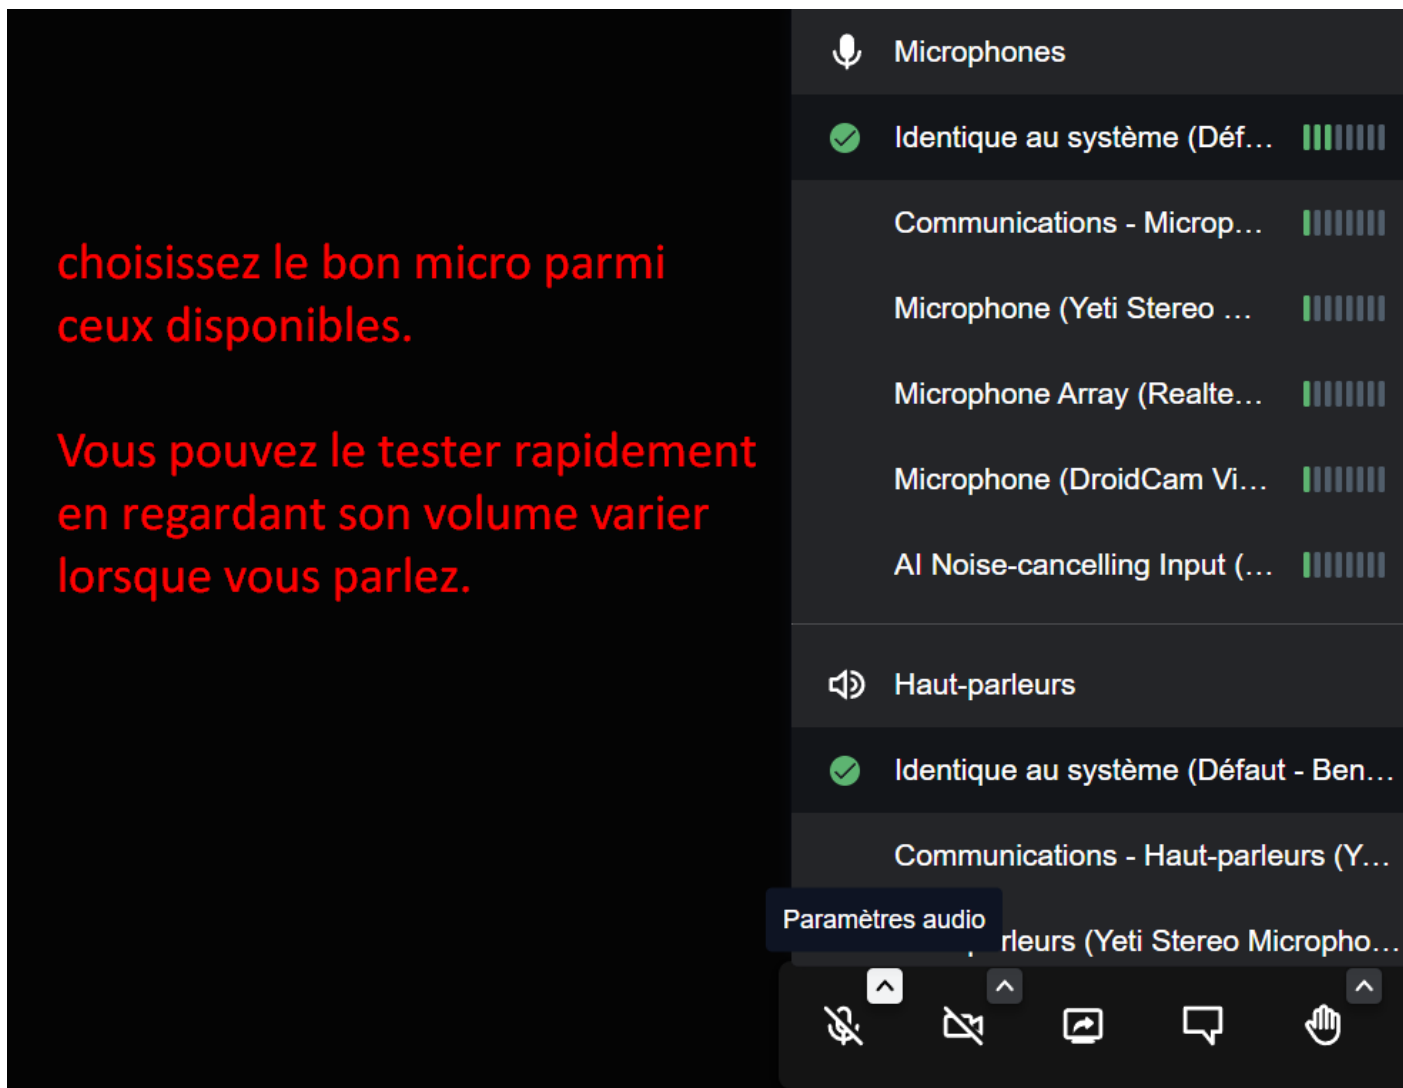 choisissez le bon micro parmi
ceux disponibles.
Vous pouvez le tester rapidement
en regardant son volume varier
lorsque vous parlez.
Microphones
Identique au système (Déf...
Communications - Microp...
Microphone (Yeti Stereo ...
Microphone Array (Realte...
Microphone (DroidCam Vi...
AI Noise-cancelling Input (...
Haut-parleurs
Identique au système (Défaut - Ben...
Communications - Haut-parleurs (Y...
Paramètres audio
(Yeti Stereo Micropho...